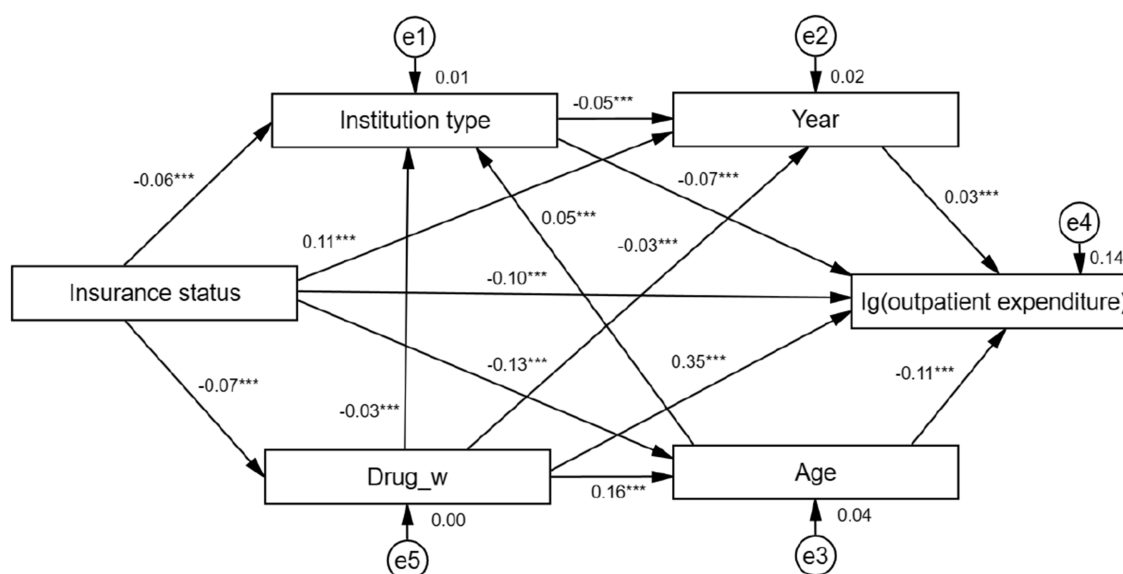 e1
e2
0.01
0.02
Institution type
-0.05***
Year
-0.06***
-0.07***
0.03***
0.05***
e4
0.11***
-0.03***
0.14
Insurance status
-0.10***
lg(outpatient expenditure)
-0.13***
0.35***
-0.07***
-0.11***
-0.03***
Drug_w
0.16***
Age
0.00
0.04
e5
e3